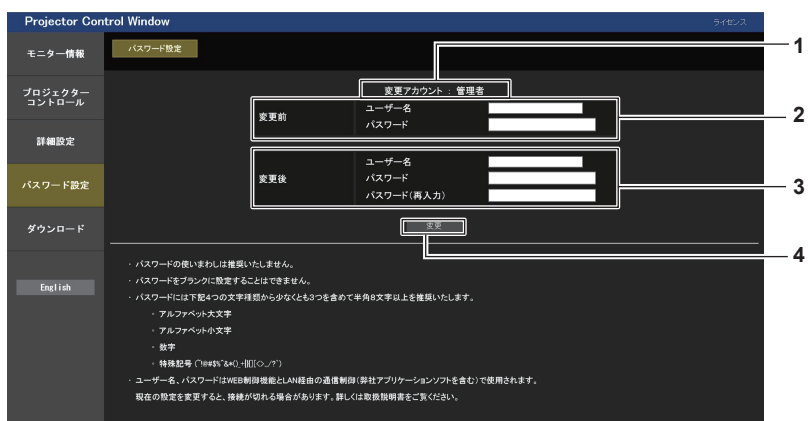 Projector Control Window
ライセンス
モニター情報
プロジェクター
コントロール
詳細設定
パスワード設定
ダウンロード
English
パスワード設定
変更アカウント : 管理者
変更前
ユーザー名
パスワード
変更後
ユーザー名
パスワード
パスワード(再入力)
変更
1
2
3
4
・ パスワードの使いまわしは推奨いたしません。
・ パスワードをブランクに設定することはできません。
・ パスワードには下記4つの文字種類から少なくとも3つを含めて半角8文字以上を推奨いたします。
・ アルファベット大文字
・ アルファベット小文字
・ 数字
・ 特殊記号
・ ユーザー名、パスワードはWEB制御機能とLAN経由の通信制御(弊社アプリケーションソフトを含む)で使用されます。
現在の設定を変更すると、接続が切れる場合があります。詳しくは取扱説明書をご覧ください。